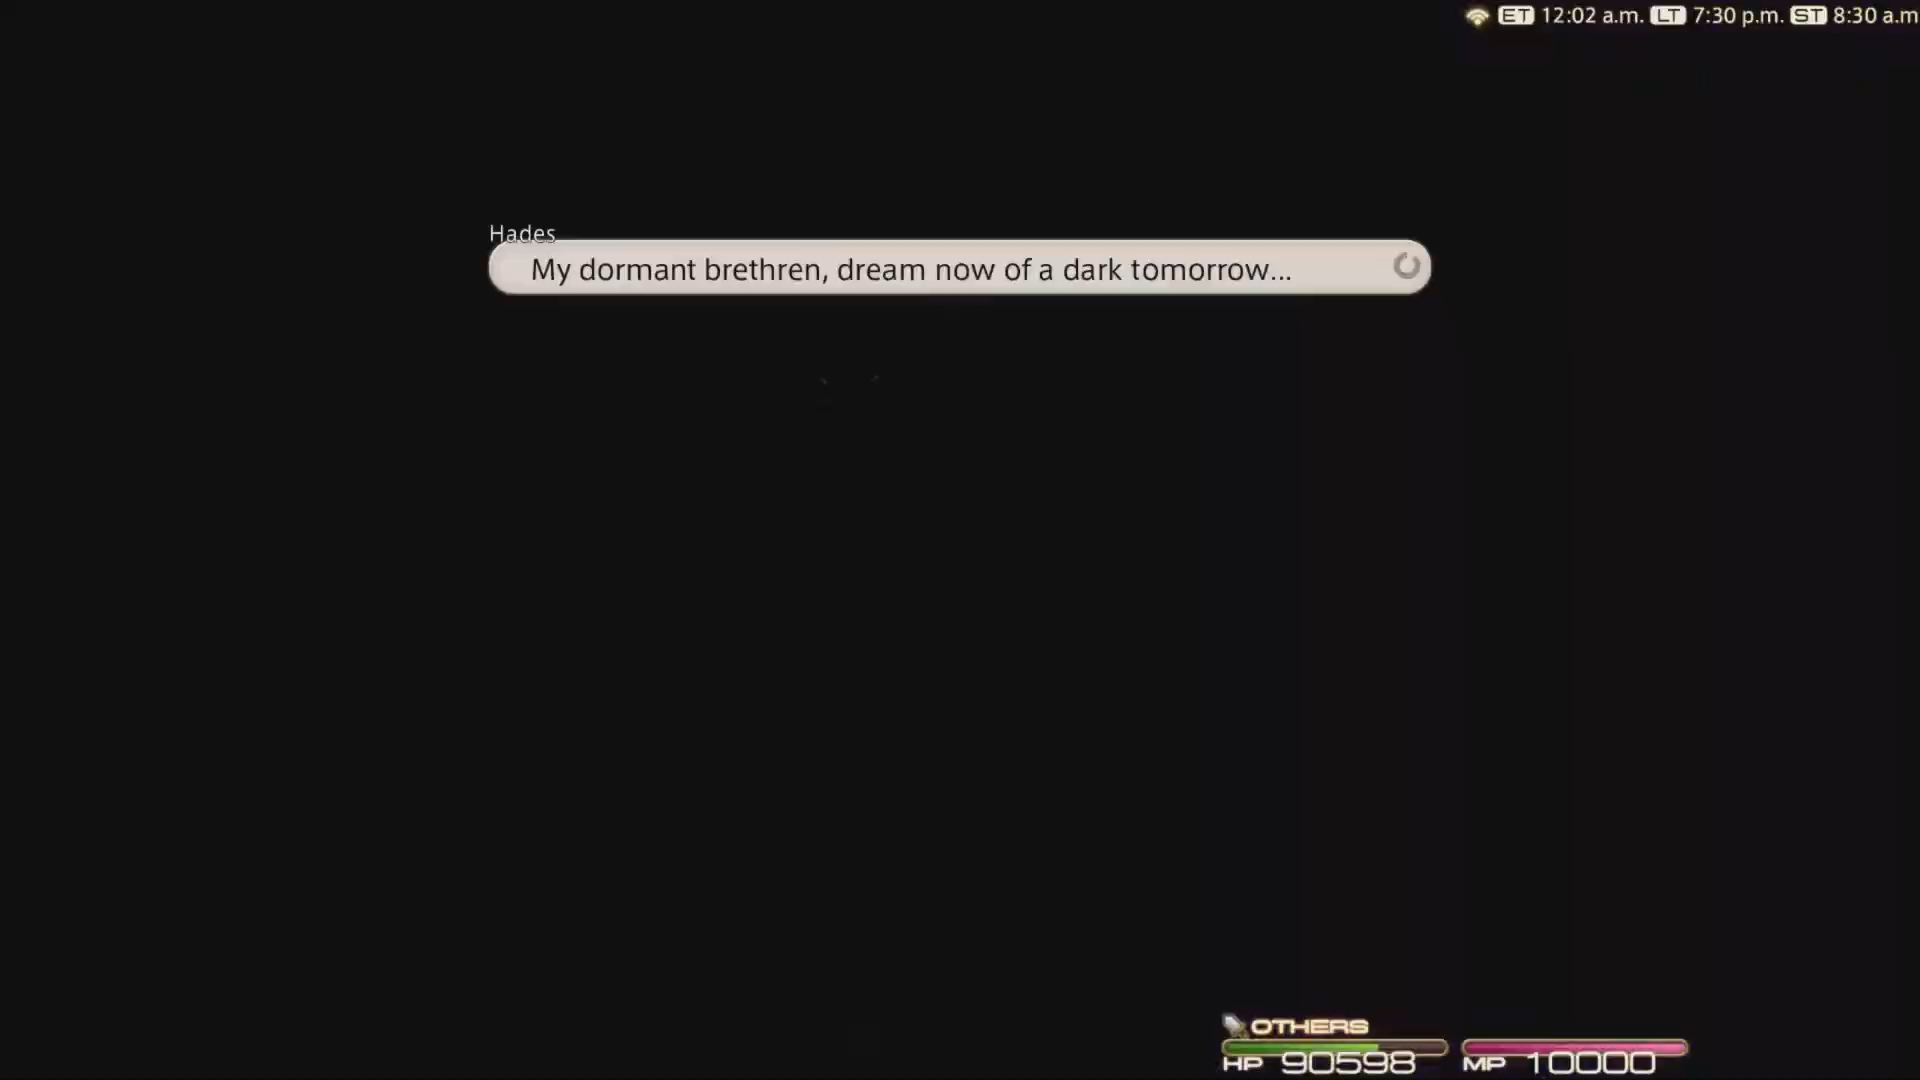 ET 12:02 a.m. LT 7:30 p.m. ST 8:30 a.m
Hades
My dormant brethren, dream now of a dark tomorrow...
OTHERS
HP 90598 MP 10000